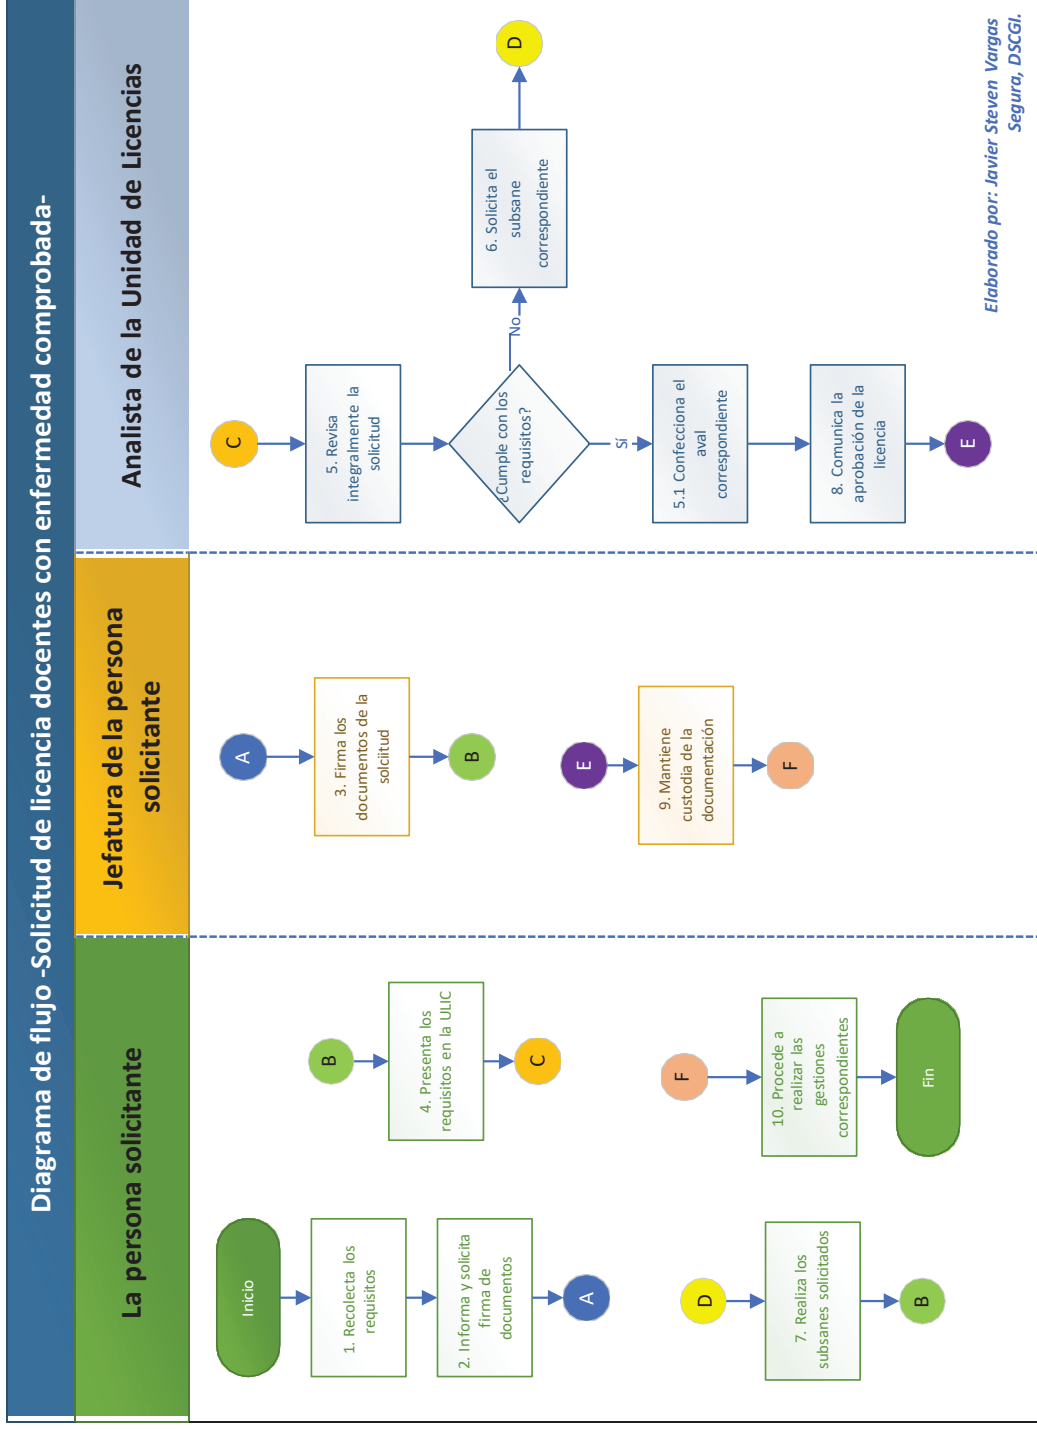 Diagrama de flujo -Solicitud de licencia docentes con enfermedad comprobada-
La persona solicitante
Jefatura de la persona
solicitante
Analista de la Unidad de Licencias
Inicio
1. Recolecta los
requisitos
2. Informa y solicita
firma de
documentos
A
D
7. Realiza los
subsanes solicitados
B
B
4. Presenta los
requisitos en la ULIC
C
F
10. Procede a
realizar las
gestiones
correspondientes
Fin
A
3. Firma los
documentos de la
solciitud
B
E
9. Mantiene
custodia de la
documentación
F
C
5. Revisa
integralmente la
solicitud
¿Cumple con los
requisitos?
No
6. Solicita el
subsane
correspondiente
D
Sí
5.1 Confecciona el
aval
correspondiente
8. Comunica la
aprobación de la
licencia
E
Elaborado por: Javier Steven Vargas
Segura, DSCGI.